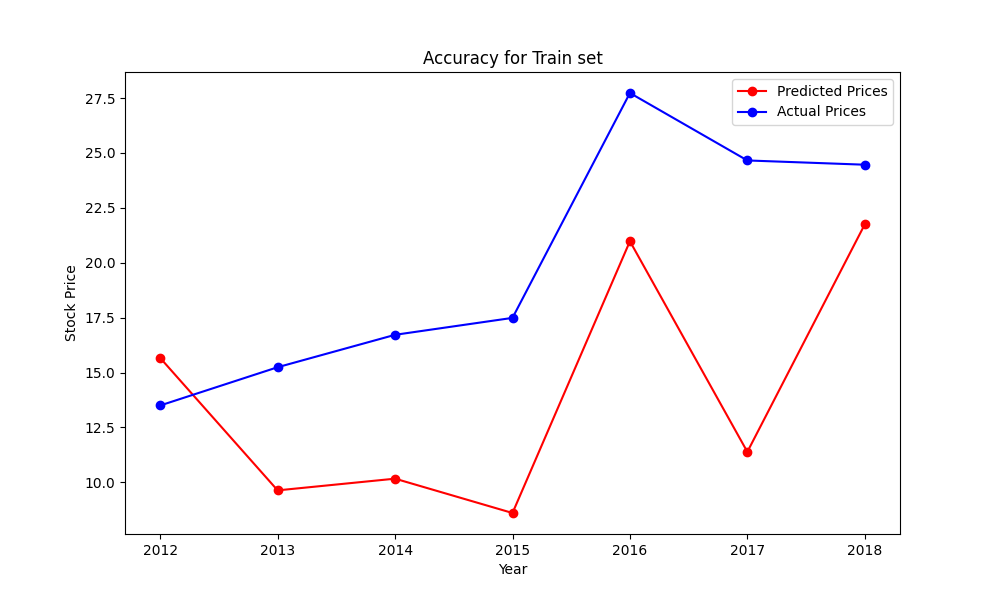 Accuracy for Train set
Predicted Prices
Actual Prices
27.5
25.0
22.5
20.0
17.5
15.0
12.5
10.0
Stock Price
2012 2013 2014 2015 2016 2017 2018
Year